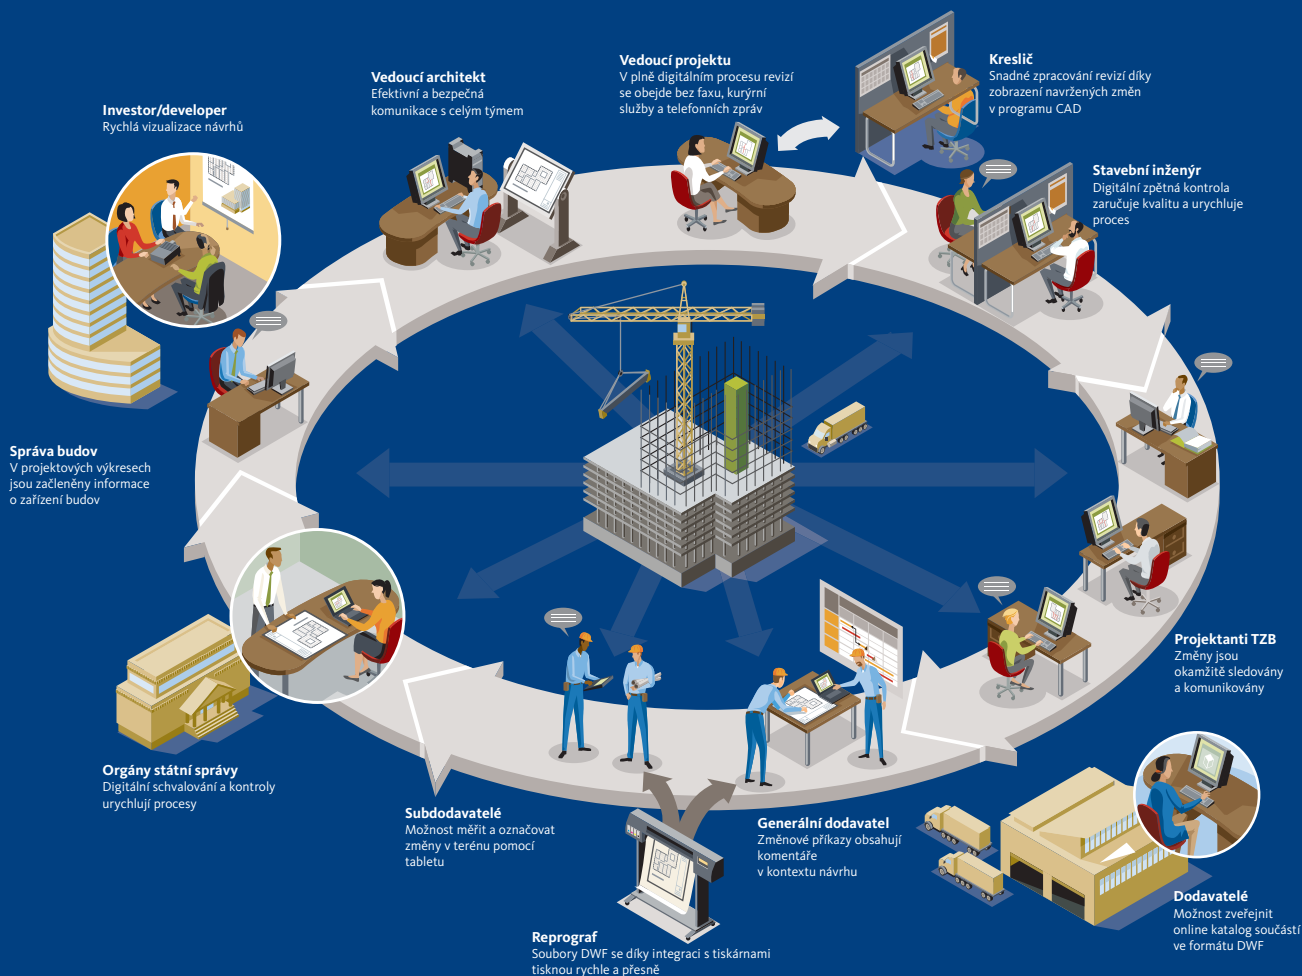 Investor/developer
Rychlá vizualizace návrhů
Vedoucí architekt
Efektivní a bezpečná
komunikace s celým týmem
Vedoucí projektu
V plně digitálním procesu revizí
se obejde bez faxu, kurýrní
služby a telefonních zpráv
Kreslič
Snadné zpracování revizí díky
zobrazení navržených změn
v programu CAD
Stavební inženýr
Digitální zpětná kontrola
zaručuje kvalitu a urychluje
proces
Správa budov
V projektových výkresech
jsou začleněny informace
o zařízení budov
Projektanti TZB
Změny jsou
okamžitě sledovány
a komunikovány
Orgány státní správy
Digitální schvalování a kontroly
urychlují procesy
Subdodavatelé
Možnost měřit a označovat
změny v terénu pomocí
tabletu
Generální dodavatel
Změnové příkazy obsahují
komentáře
v kontextu návrhu
Dodavatelé
Možnost zveřejnit
online katalog součástí
ve formátu DWF
Reprograf
Soubory DWF se díky integraci s tiskárnami
tisknou rychle a přesně